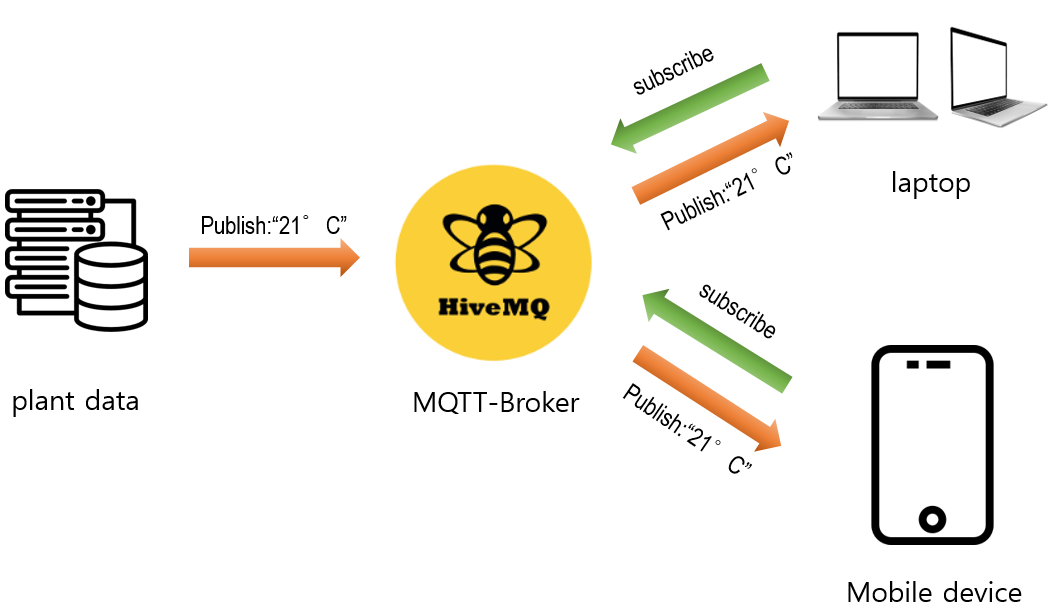 subscribe
Publish:“21° C”
laptop
Publish:“21° C”
HiveMQ
plant data
MQTT-Broker
subscribe
Publish:“21° C”
Mobile device